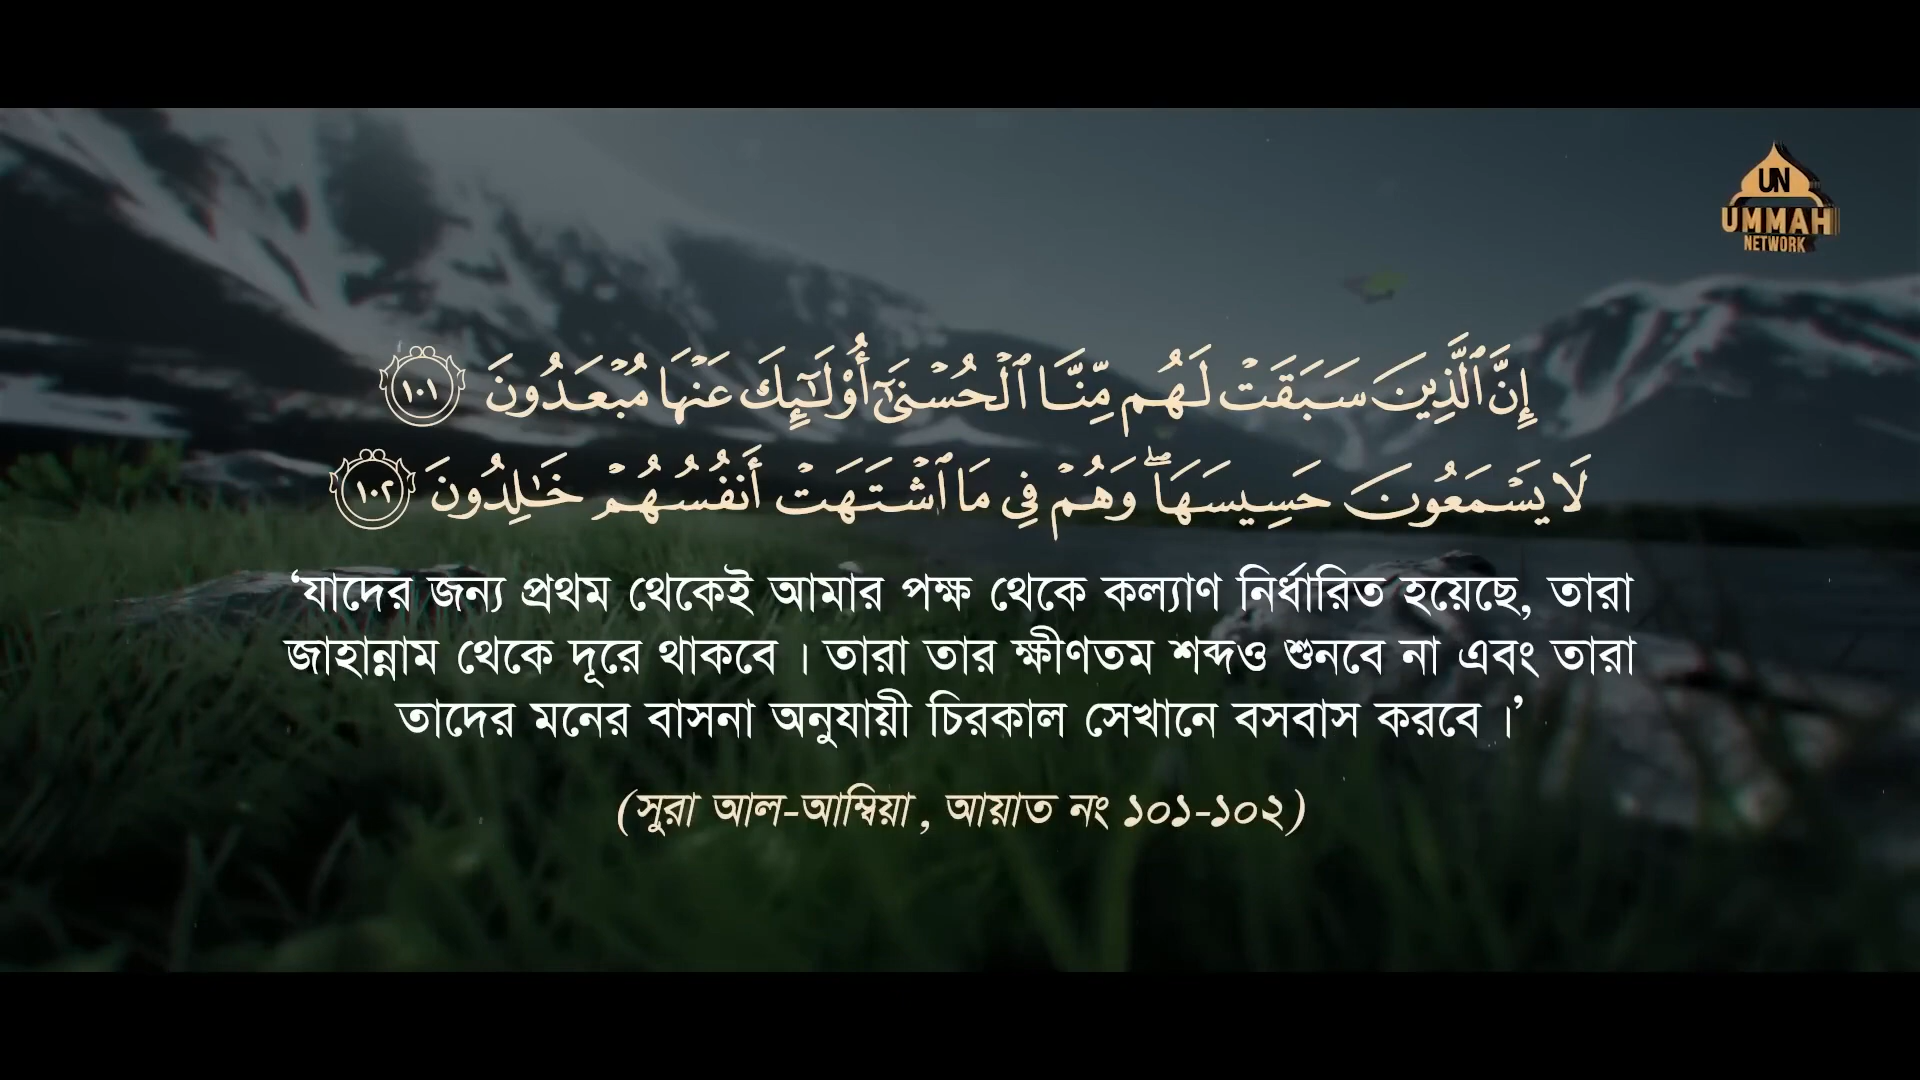 UN
UMMAH
NETWORK
إِنَّ ٱلَّذِينَ سَبَقَتْ لَهُم مِّنَّا ٱلْحُسْنَىٰٓ أُو۟لَـٰٓئِكَ عَنْهَا مُبْعَدُونَ ١٠١
لَا يَسْمَعُونَ حَسِيسَهَا ۖ وَهُمْ فِى مَا ٱشْتَهَتْ أَنفُسُهُمْ خَـٰلِدُونَ ١٠٢
‘যাদের জন্য প্রথম থেকেই আমার পক্ষ থেকে কল্যাণ নির্ধারিত হয়েছে, তারা
জাহান্নাম থেকে দূরে থাকবে। তারা তার ক্ষীণতম শব্দও শুনবে না এবং তারা
তাদের মনের বাসনা অনুযায়ী চিরকাল সেখানে বসবাস করবে।’
(সুরা আল-আম্বিয়া, আয়াত নং ১০১-১০২)